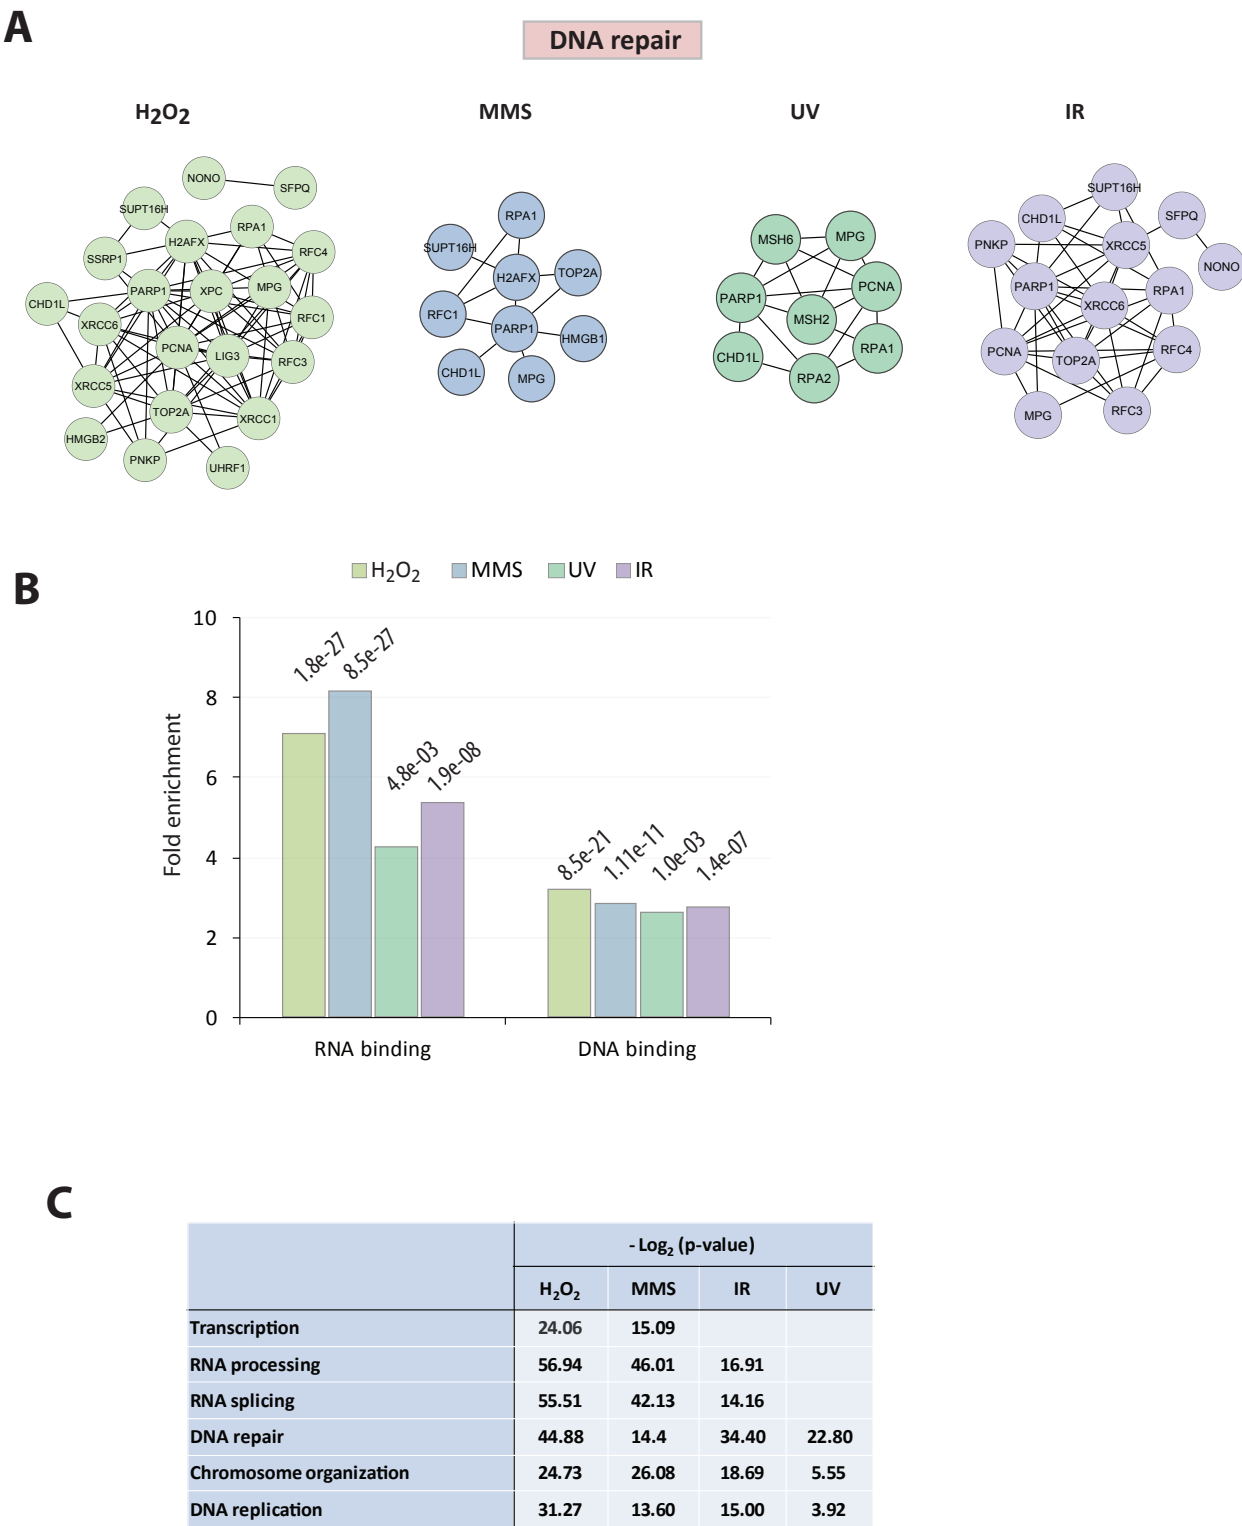 A
DNA repair
H2O2 MMS UV IR
NONO
SFPQ
SUPT16H
RPA1
H2AFX
RFC4
SSRP1
PARP1
XPC
MPG
CHD1L
RFC1
XRCC6
PCNA
LIG3
RFC3
XRCC5
TOP2A
XRCC1
HMGB2
PNKP
UHRF1
RPA1
SUPT16H
H2AFX
TOP2A
RFC1
PARP1
HMGB1
CHD1L
MPG
MSH6
MPG
PARP1
PCNA
MSH2
CHD1L
RPA1
RPA2
SUPT16H
CHD1L
SFPQ
PNKP
XRCC5
NONO
PARP1
RPA1
XRCC6
PCNA
TOP2A
RFC4
MPG
RFC3
B
H2O2 MMS UV IR
Fold enrichment
10
8
6
4
2
0
1.8e-27
8.5e-27
4.8e-03
1.9e-08
8.5e-21
1.11e-11
1.0e-03
1.4e-07
RNA binding DNA binding
C
- Log2 (p-value)
H2O2 MMS IR UV
Transcription 24.06 15.09
RNA processing 56.94 46.01 16.91
RNA splicing 55.51 42.13 14.16
DNA repair 44.88 14.4 34.40 22.80
Chromosome organization 24.73 26.08 18.69 5.55
DNA replication 31.27 13.60 15.00 3.92